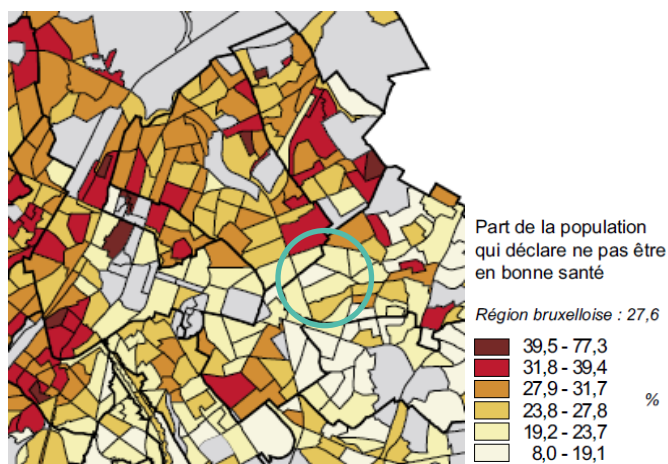 Part de la population
qui déclare ne pas être
en bonne santé
Région bruxelloise : 27,6
39,5 - 77,3
31,8 - 39,4
27,9 - 31,7
23,8 - 27,8
%
19,2 - 23,7
8,0 - 19,1